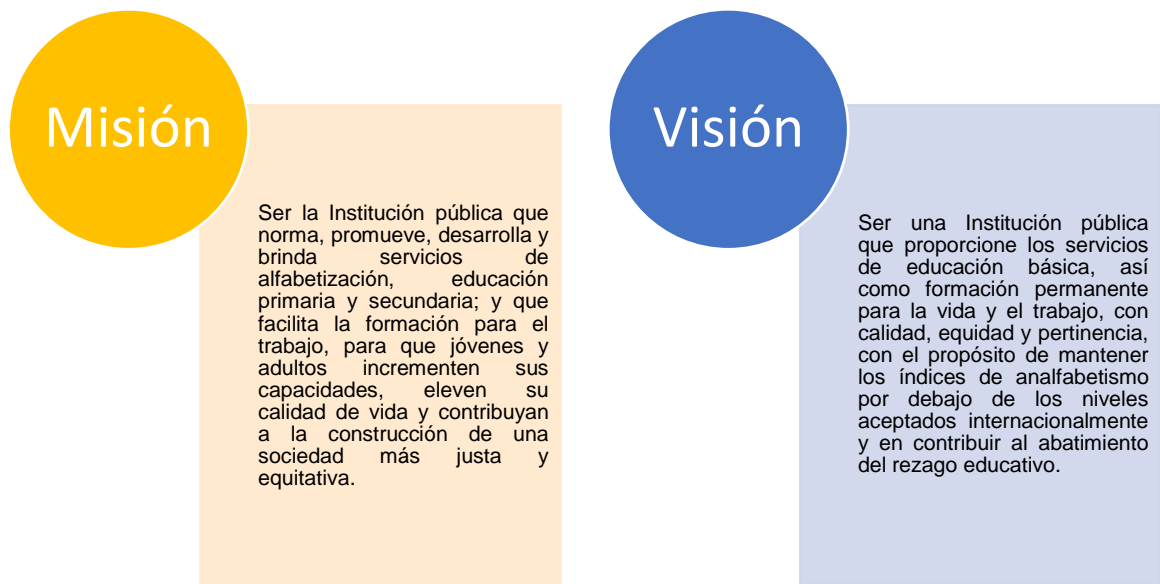 Misión
Ser la Institución pública que
norma, promueve, desarrolla y
brinda servicios de
alfabetización, educación
primaria y secundaria; y que
facilita la formación para el
trabajo, para que jóvenes y
adultos incrementen sus
capacidades, eleven su
calidad de vida y contribuyan
a la construcción de una
sociedad más justa y
equitativa.
Visión
Ser una Institución pública
que proporcione los servicios
de educación básica, así
como formación permanente
para la vida y el trabajo, con
calidad, equidad y pertinencia,
con el propósito de mantener
los índices de analfabetismo
por debajo de los niveles
aceptados internacionalmente
y en contribuir al abatimiento
del rezago educativo.